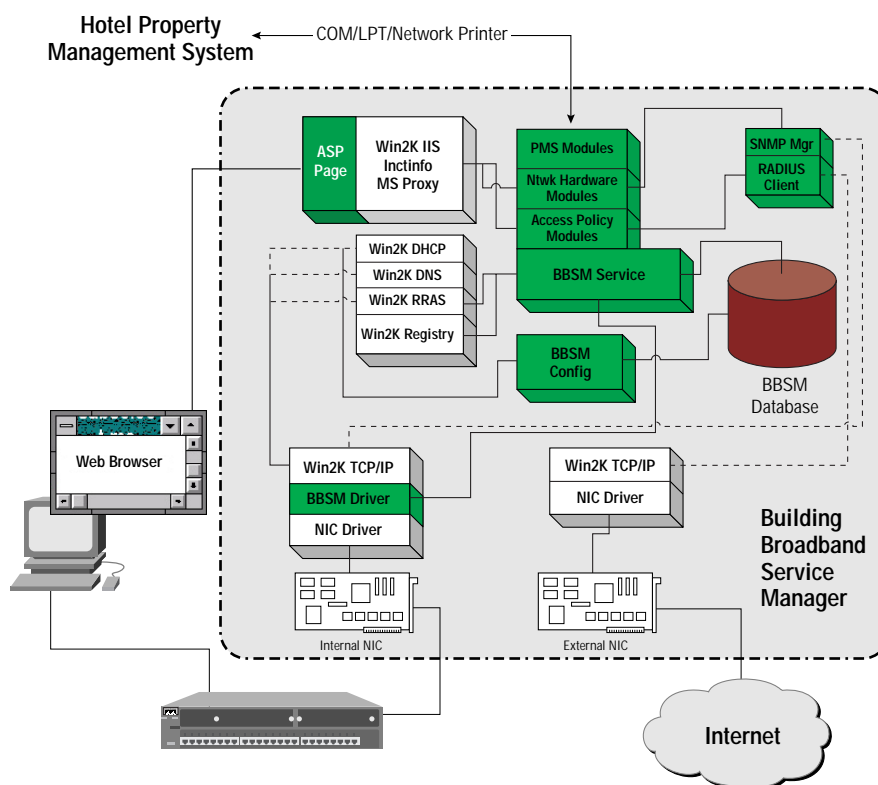 Hotel Property
Management System
COM/LPT/Network Printer
ASP
Page
Win2K IIS
Inctinfo
MS Proxy
PMS Modules
Ntwk Hardware
Modules
Access Policy
Modules
BBSM Service
SNMP Mgr
RADIUS
Client
Win2K DHCP
Win2K DNS
Win2K RRAS
Win2K Registry
BBSM
Config
BBSM
Database
Web Browser
Win2K TCP/IP
BBSM Driver
NIC Driver
Internal NIC
Win2K TCP/IP
NIC Driver
External NIC
Building
Broadband
Service
Manager
Internet